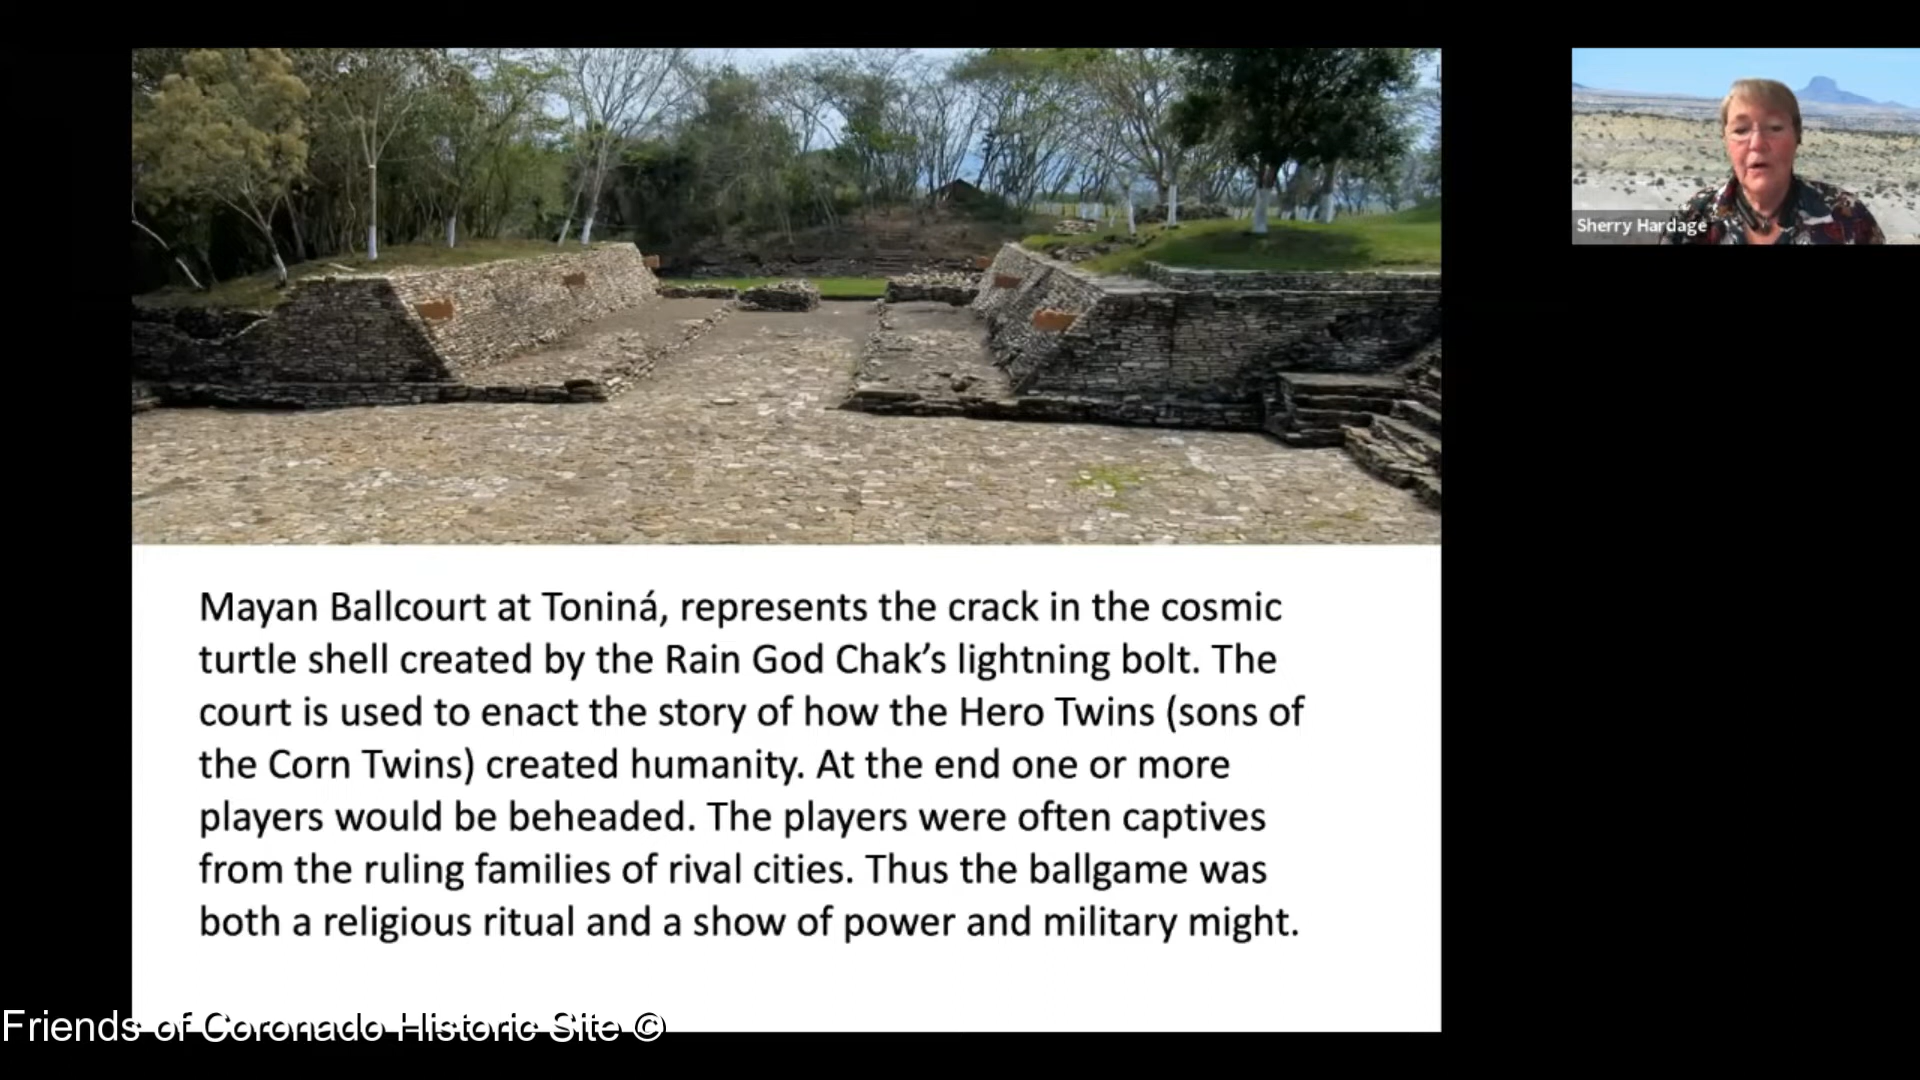 Sherry Hardage
Mayan Ballcourt at Toniná, represents the crack in the cosmic
turtle shell created by the Rain God Chak’s lightning bolt. The
court is used to enact the story of how the Hero Twins (sons of
the Corn Twins) created humanity. At the end one or more
players would be beheaded. The players were often captives
from the ruling families of rival cities. Thus the ballgame was
both a religious ritual and a show of power and military might.
Friends of Coronado Historic Site ©